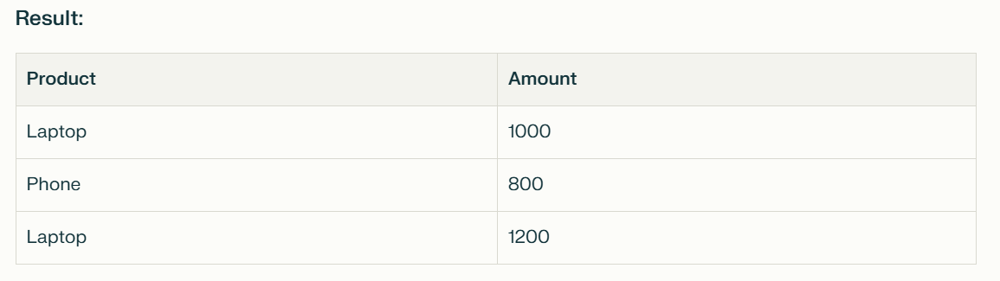 Result:
Product Amount
Laptop 1000
Phone 800
Laptop 1200